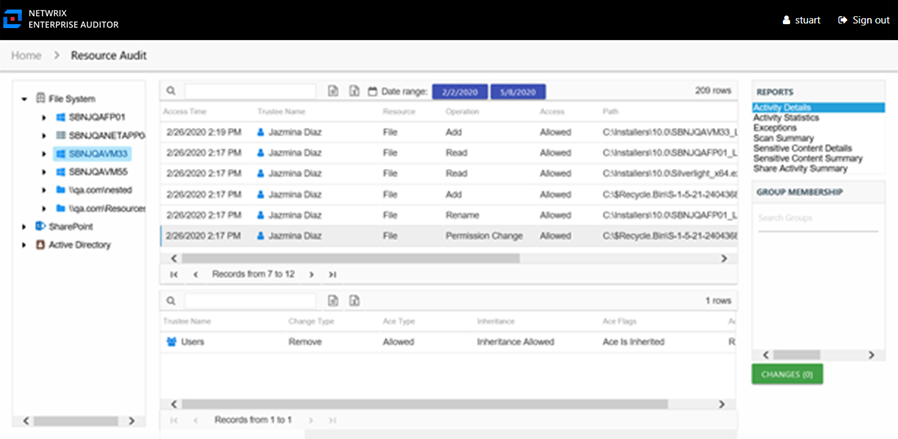 NETWRIX
ENTERPRISE AUDITOR
stuart
Sign out
Home > Resource Audit
File System
SBNJQAFP01
SBNJQANETAPP0
SBNJQAVM33
SBNJQAVM55
\\qa.com\nested
\\qa.com\Resources
SharePoint
Active Directory
Date range: 2/2/2020 5/8/2020 209 rows
Access Time Trustee Name Resource Operation Access Path
2/26/2020 2:19 PM Jazmina Diaz File Add Allowed C:\Installers\10.0\SBNJQAVM33_L
2/26/2020 2:17 PM Jazmina Diaz File Read Allowed C:\Installers\10.0\SBNJQAFP01_L
2/26/2020 2:17 PM Jazmina Diaz File Read Allowed C:\Installers\10.0\Silverlight_x64.ex
2/26/2020 2:17 PM Jazmina Diaz File Add Allowed C:\$Recycle.Bin\S-1-5-21-2404368
2/26/2020 2:17 PM Jazmina Diaz File Rename Allowed C:\Installers\10.0\SBNJQAFP01_L
2/26/2020 2:17 PM Jazmina Diaz File Permission Change Allowed C:\$Recycle.Bin\S-1-5-21-2404368
Records from 7 to 12
1 rows
Trustee Name Change Type Ace Type Inheritance Ace Flags Ac
Users Remove Allowed Inheritance Allowed Ace Is Inherited R
Records from 1 to 1
REPORTS
Activity Details
Activity Statistics
Exceptions
Scan Summary
Sensitive Content Details
Sensitive Content Summary
Share Activity Summary
GROUP MEMBERSHIP
Search Groups
CHANGES (0)